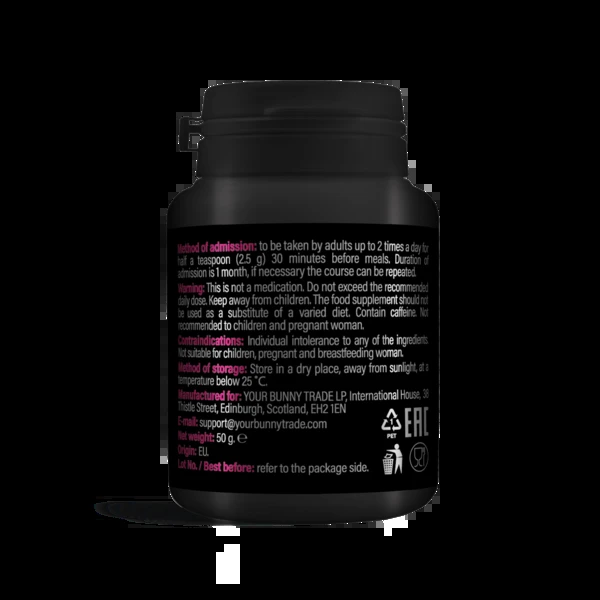 Method of admission: to be taken by adults up to 2 times a day for
half a teaspoon (2.5 g) 30 minutes before meals. Duration of
admission is 1 month, if necessary the course can be repeated.
Warning: This is not a medication. Do not exceed the recommended
daily dose. Keep away from children. The food supplement should not
be used as a substitute of a varied diet. Contain caffeine. Not
recommended to children and pregnant woman.
Contraindications: Individual intolerance to any of the ingredients.
Not suitable for children, pregnant and breastfeeding woman.
Method of storage: Store in a dry place, away from sunlight, at a
temperature below 25 °C.
Manufactured for: YOUR BUNNY TRADE LP, International House, 38
Thistle Street, Edinburgh, Scotland, EH2 1EN
E-mail: support@yourbunnytrade.com
Net weight: 50 g. ℮
Origin: EU.
Lot No. / Best before: refer to the package side.
1
PET
EAC